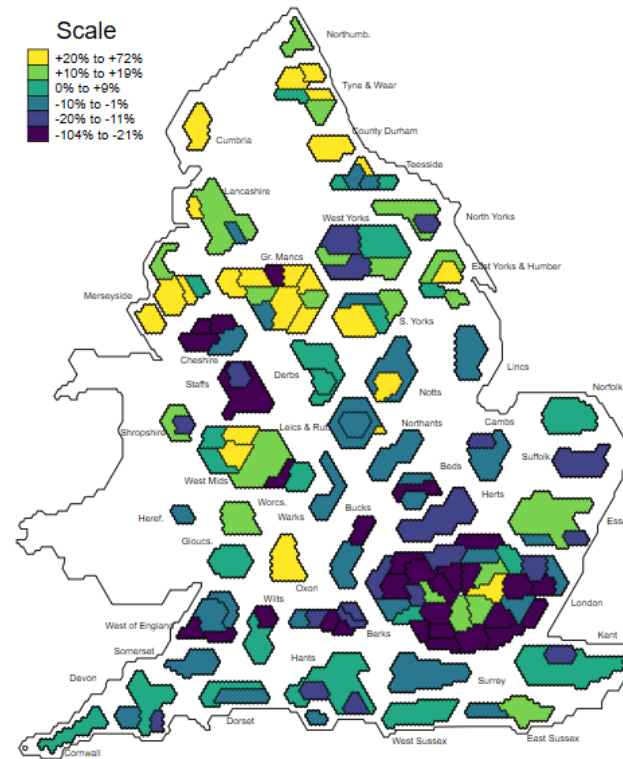 Scale
+20% to +72%
+10% to +19%
0% to +9%
-10% to -1%
-20% to -11%
-104% to -21%
Northumb.
Tyne & Wear
County Durham
Cumbria
Teesside
Lancashire
North Yorks
West Yorks
Gr. Mancs
East Yorks & Humber
Merseyside
S. Yorks
Cheshire
Lincs
Derbs
Staffs
Notts
Norfolk
Cambs
Northants
Shropshire
Leics & Rut
Suffolk
Beds
West Mids
Herts
Worcs.
Bucks
Esse
Heref.
Warks
Gloucs.
Oxon
Wilts
London
West of England
Berks
Kent
Somerset
Hants
Devon
Surrey
Dorset
West Sussex
East Sussex
Cornwall